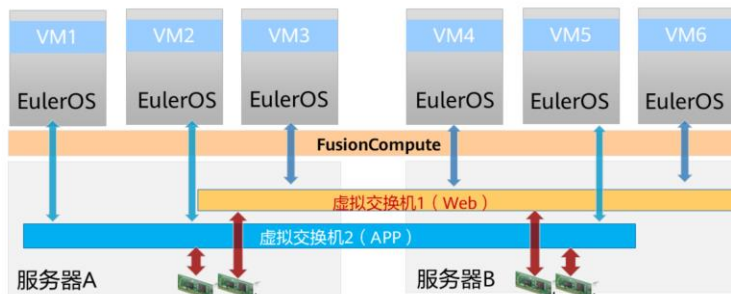 VM1 VM2 VM3 VM4 VM5 VM6
EulerOS EulerOS EulerOS EulerOS EulerOS EulerOS
FusionCompute
虚拟交换机1（Web）
虚拟交换机2（APP）
服务器A 服务器B